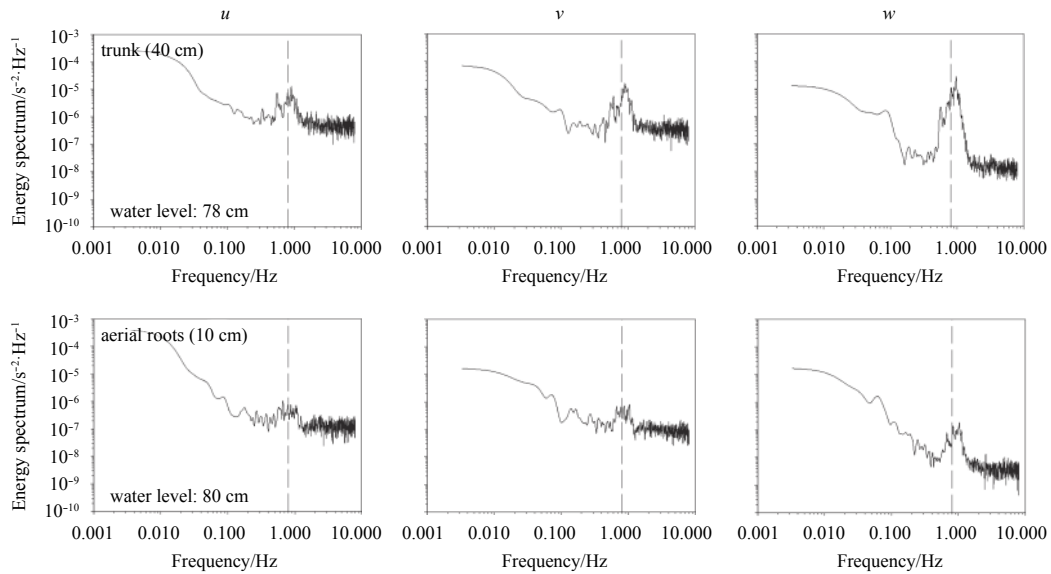 u v w
Energy spectrum/s⁻²·Hz⁻¹
10⁻³
10⁻⁴
10⁻⁵
10⁻⁶
10⁻⁷
10⁻⁸
10⁻⁹
10⁻¹⁰
trunk (40 cm)
water level: 78 cm
0.001 0.010 0.100 1.000 10.000
0.001 0.010 0.100 1.000 10.000
0.001 0.010 0.100 1.000 10.000
Frequency/Hz
Frequency/Hz
Frequency/Hz
Energy spectrum/s⁻²·Hz⁻¹
10⁻³
10⁻⁴
10⁻⁵
10⁻⁶
10⁻⁷
10⁻⁸
10⁻⁹
10⁻¹⁰
aerial roots (10 cm)
water level: 80 cm
0.001 0.010 0.100 1.000 10.000
0.001 0.010 0.100 1.000 10.000
0.001 0.010 0.100 1.000 10.000
Frequency/Hz
Frequency/Hz
Frequency/Hz